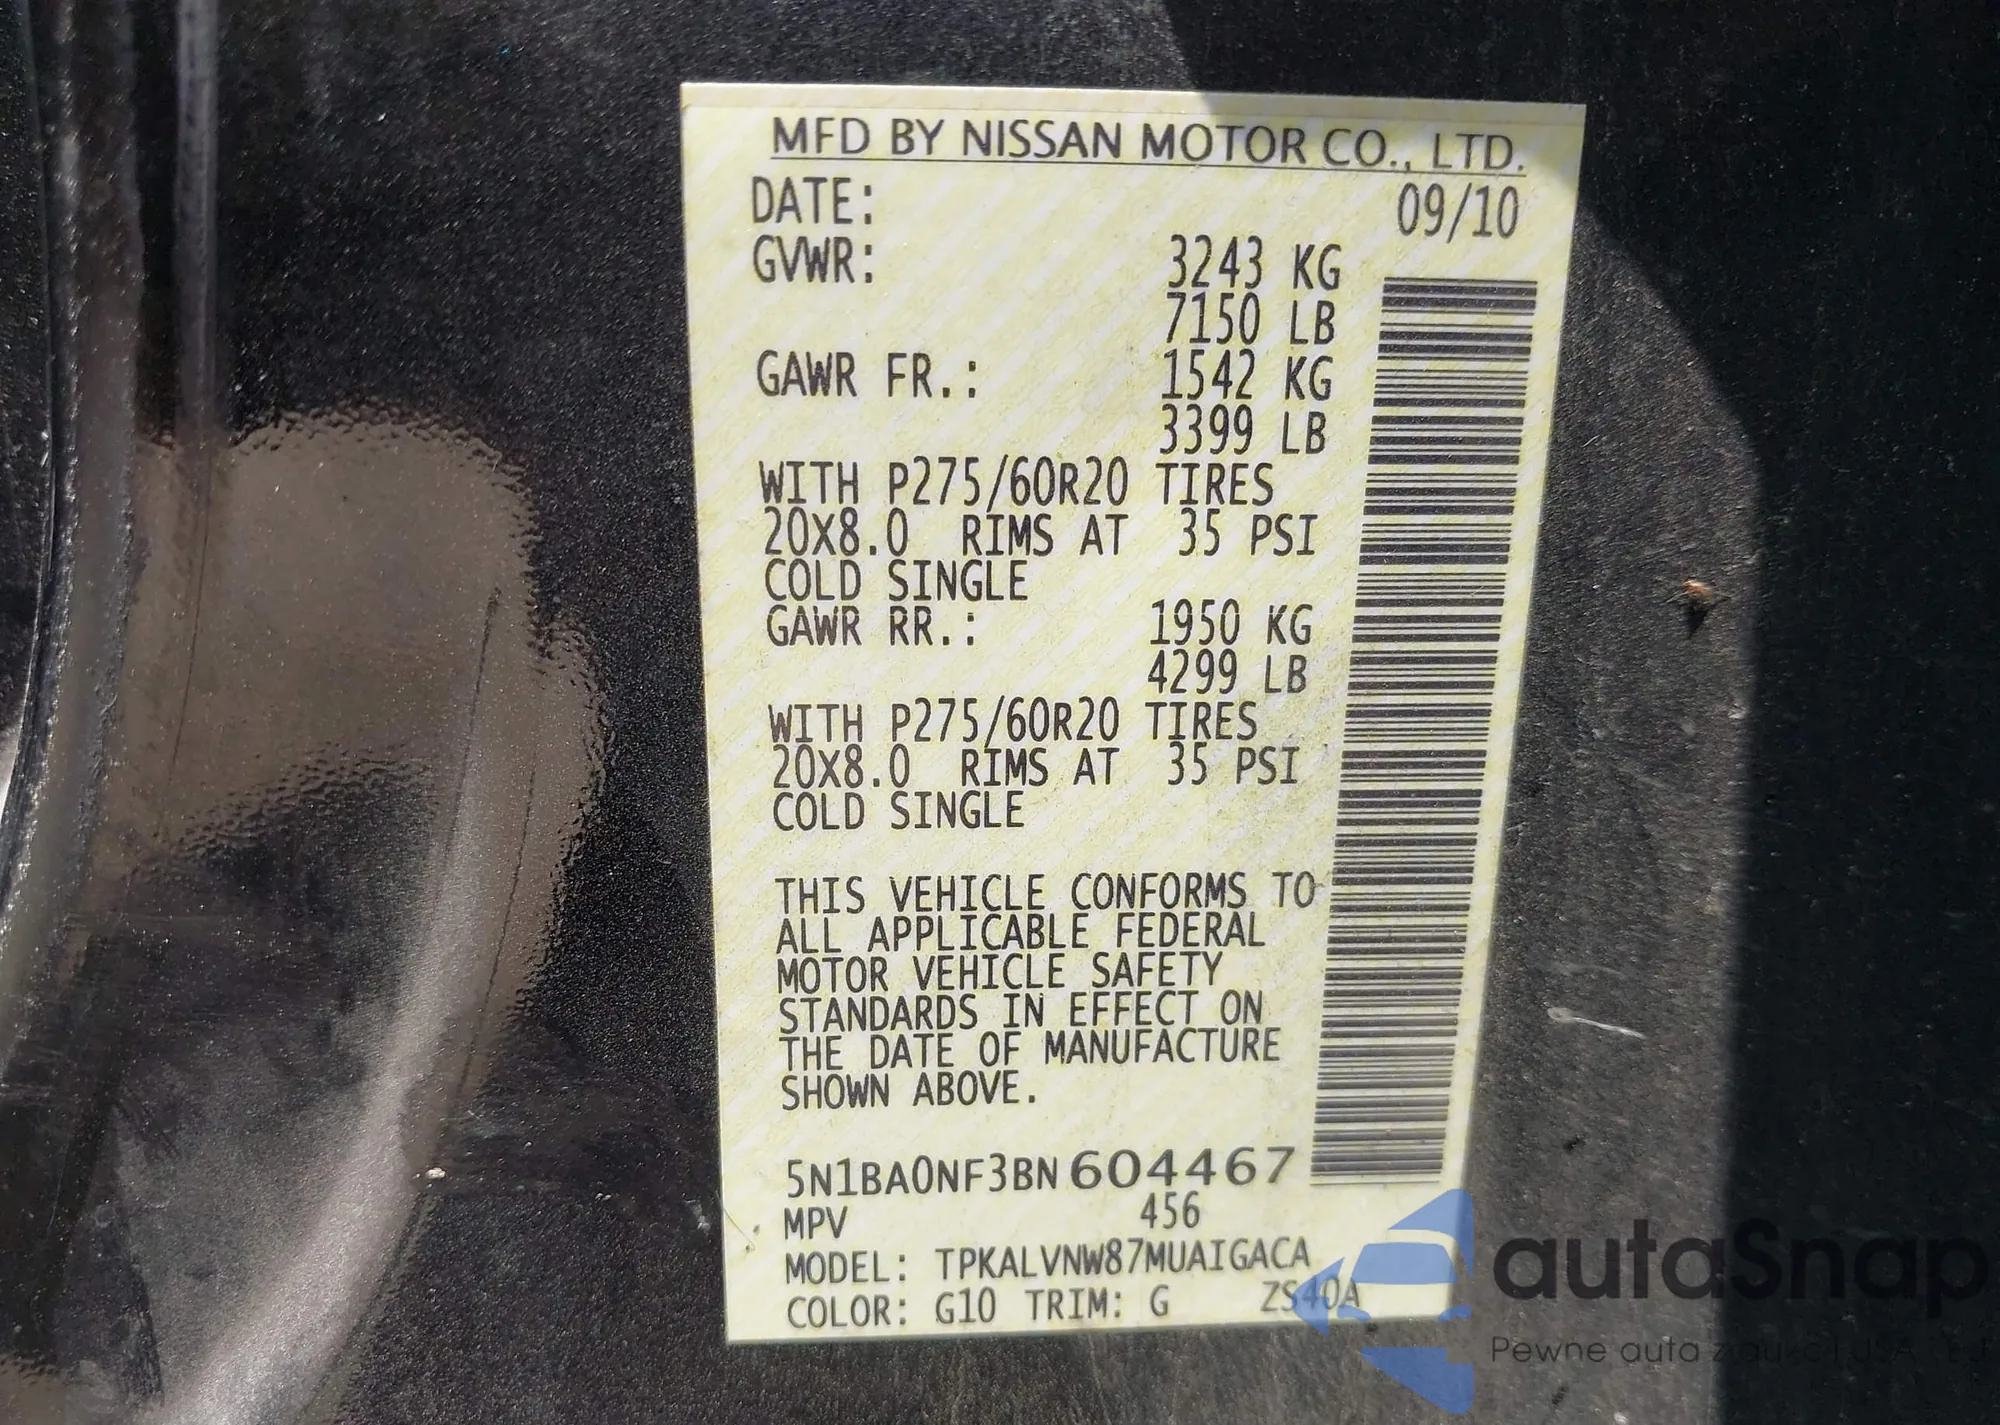 MFD BY NISSAN MOTOR CO., LTD.
DATE: 09/10
GVWR: 3243 KG
7150 LB
GAWR FR.: 1542 KG
3399 LB
WITH P275/60R20 TIRES
20X8.0 RIMS AT 35 PSI
COLD SINGLE
GAWR RR.: 1950 KG
4299 LB
WITH P275/60R20 TIRES
20X8.0 RIMS AT 35 PSI
COLD SINGLE
THIS VEHICLE CONFORMS TO
ALL APPLICABLE FEDERAL
MOTOR VEHICLE SAFETY
STANDARDS IN EFFECT ON
THE DATE OF MANUFACTURE
SHOWN ABOVE.
5N1BA0NF3BN604467
MPV 456
MODEL: TPKALVNW87MUAIGACA
COLOR: G10 TRIM: G ZS40A
autaSnap
Pewne auta z USA